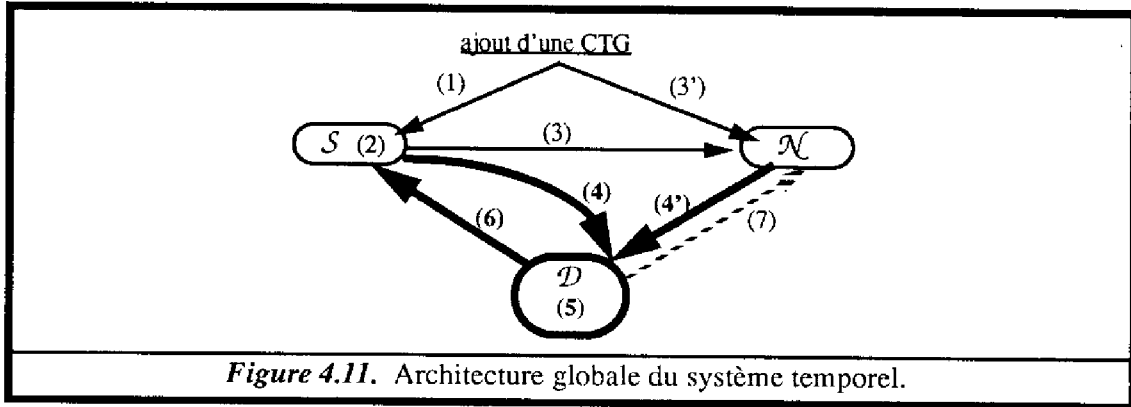 ajout d'une CTG
(1)
(3')
S (2)
(3)
N
(4)
(4')
(6)
(7)
D
(5)
Figure 4.11. Architecture globale du système temporel.